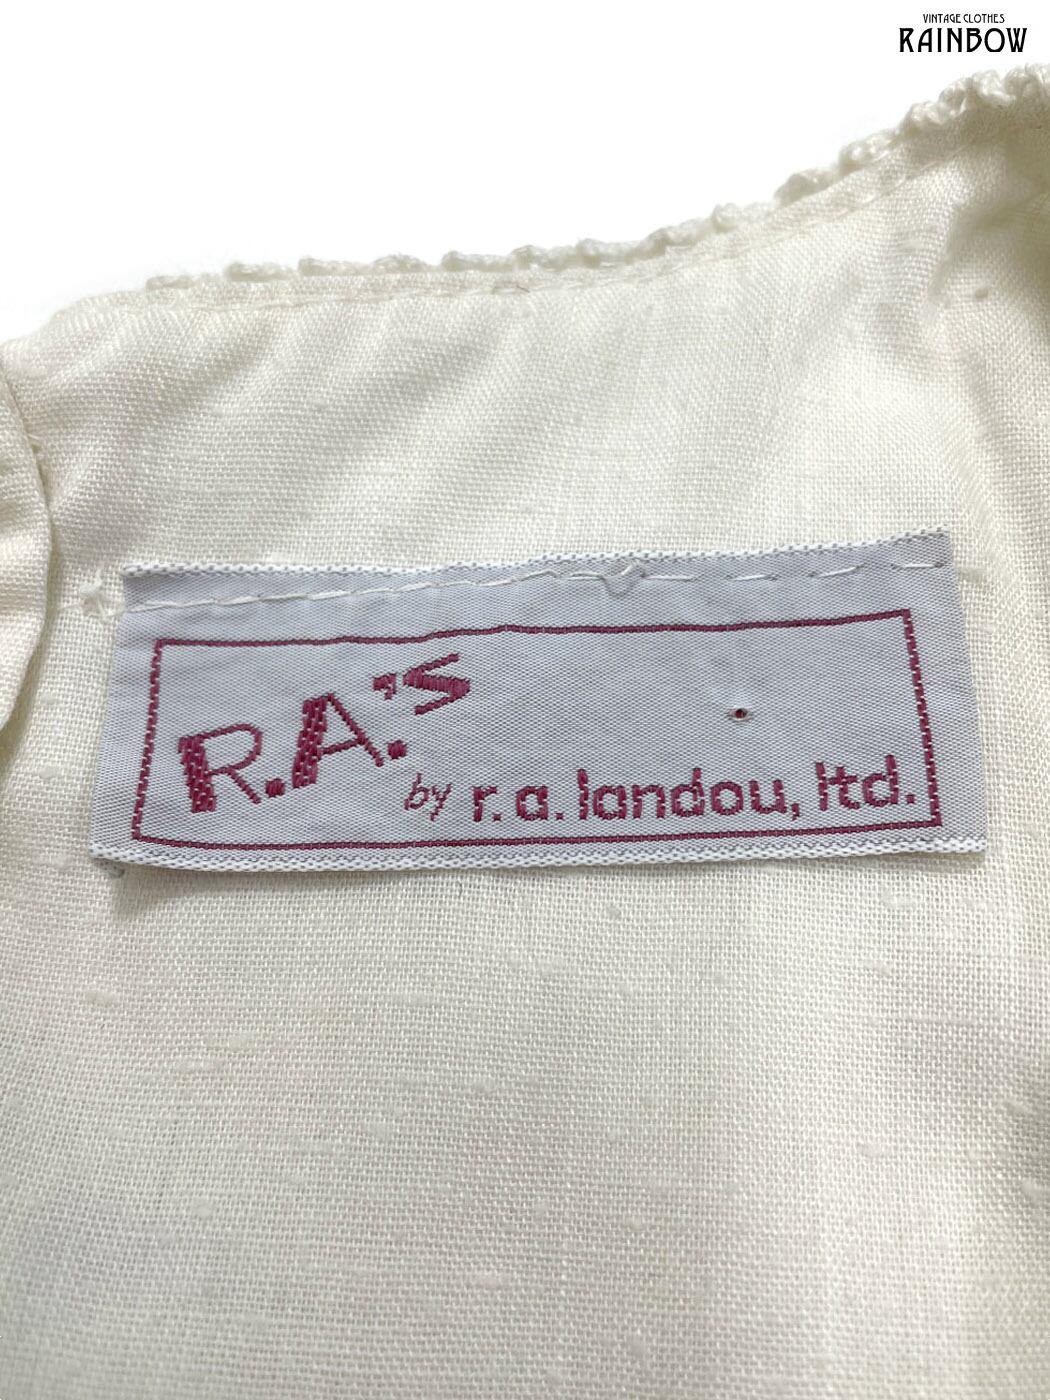 VINTAGE CLOTHES
RAINBOW
R.A.'s
by r.a. landou, ltd.